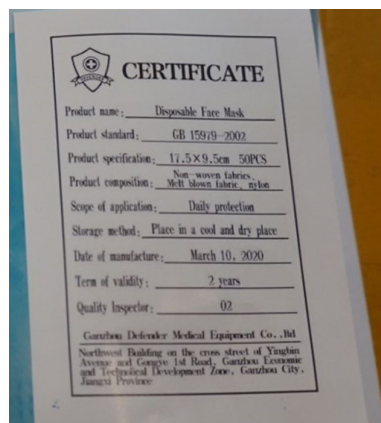 CERTIFICATE
Product name: Disposable Face Mask
Product standard: GB 15979-2002
Product specification: 17.5×9.5cm 50PCS
Product composition: Non-woven fabrics,
Melt blown fabric, nylon
Scope of application: Daily protection
Storage method: Place in a cool and dry place
Date of manufacture: March 10, 2020
Term of validity: 2 years
Quality Inspector: 02
Ganzhou Defender Medical Equipment Co.,ltd
Northwest Building on the cross street of Yingbin
Avenue and Gongye 1st Road, Ganzhou Economic
and Technolical Development Zone, Ganzhou City,
Jiangxi Province